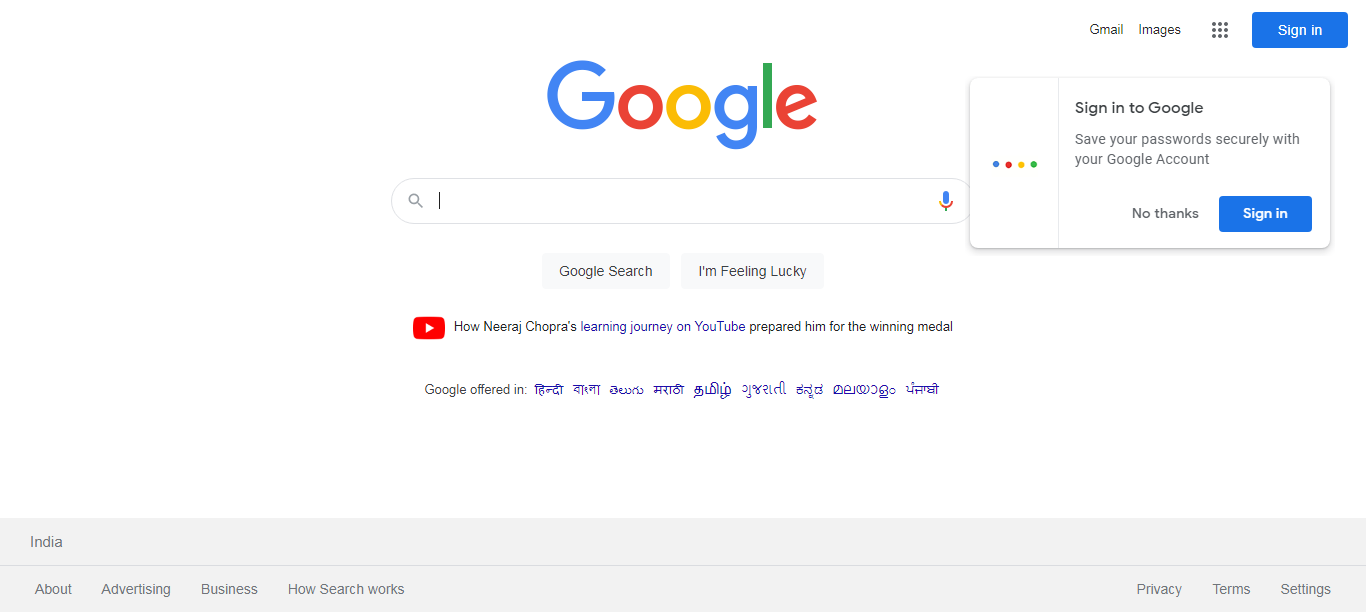 Gmail Images Sign in
Google
Sign in to Google
Save your passwords securely with
your Google Account
No thanks Sign in
Google Search I'm Feeling Lucky
How Neeraj Chopra's learning journey on YouTube prepared him for the winning medal
Google offered in: हिन्दी বাংলা తెలుగు मराठी தமிழ் ગુજરાતી ಕನ್ನಡ മലയാളം ਪੰਜਾਬੀ
India
About Advertising Business How Search works Privacy Terms Settings